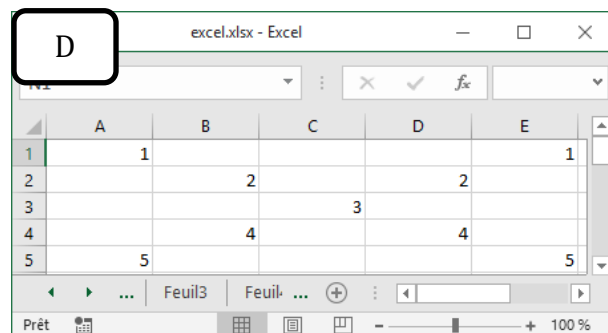 D
excel.xlsx - Excel
fx
A B C D E
1 1 1
2 2 2
3 3
4 4 4
5 5 5
... Feuil3 ...
Prêt 100 %